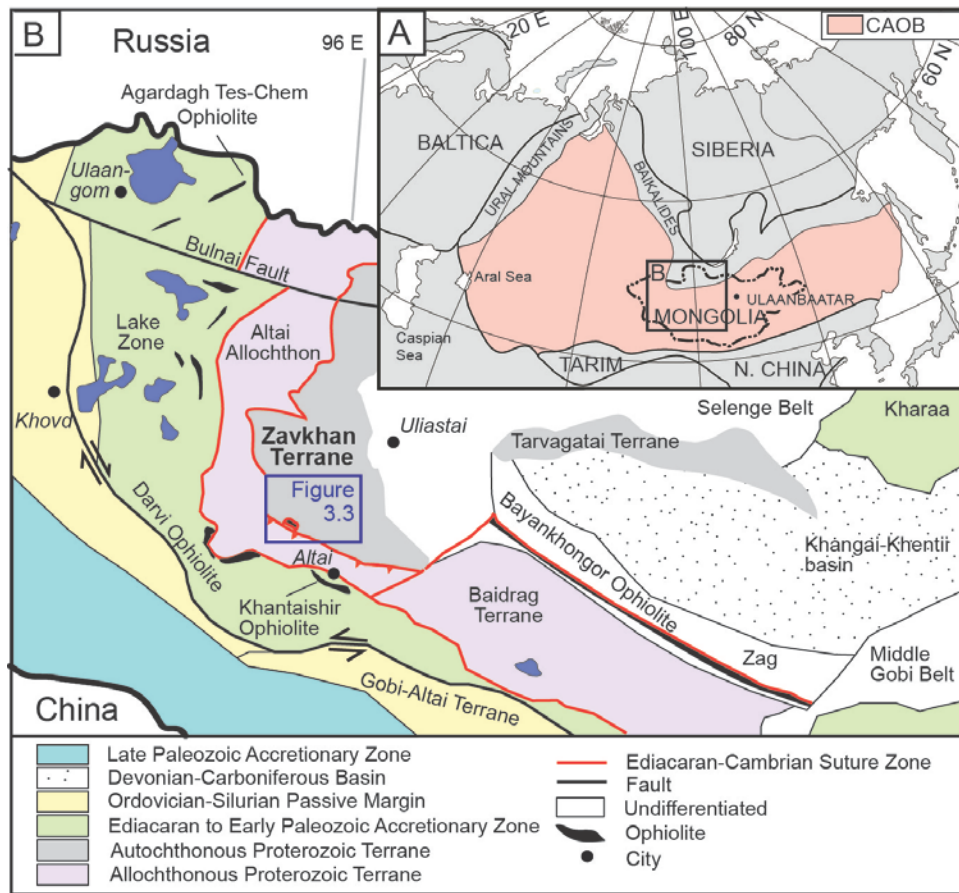 B
Russia
96 E
Agardagh Tes-Chem
Ophiolite
Ulaan-
gom
Bulnai Fault
Lake
Zone
Altai
Allochthon
Khovd
Zavkhan
Terrane
Uliastai
Figure
3.3
Darvi Ophiolite
Altai
Khantaishir
Ophiolite
Gobi-Altai Terrane
China
Baidrag
Terrane
Bayankhongor Ophiolite
Zag
Tarvagatai Terrane
Selenge Belt
Kharaa
Khangai-Khentii
basin
Middle
Gobi Belt
A
20 E
100 E
80 N
60 N
CAOB
BALTICA
URAL MOUNTAINS
BAIKALIDES
SIBERIA
Aral Sea
Caspian
Sea
B
ULAANBAATAR
MONGOLIA
TARIM
N. CHINA
Late Paleozoic Accretionary Zone
Devonian-Carboniferous Basin
Ordovician-Silurian Passive Margin
Ediacaran to Early Paleozoic Accretionary Zone
Autochthonous Proterozoic Terrane
Allochthonous Proterozoic Terrane
Ediacaran-Cambrian Suture Zone
Fault
Undifferentiated
Ophiolite
City